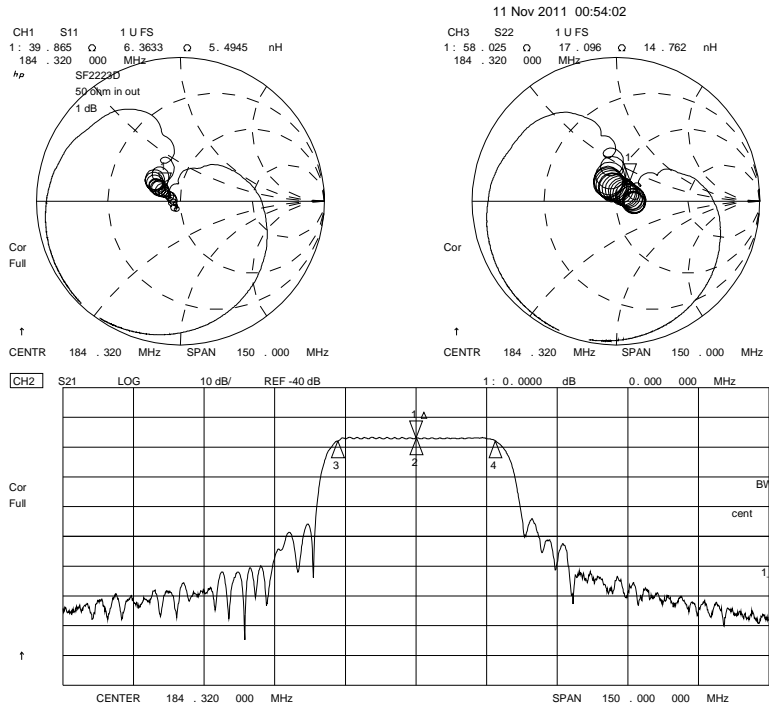 11 Nov 2011 00:54:02
CH1 S11 1 U FS
1: 39 . 865 Ω 6 . 3633 Ω 5 . 4945 nH
184 . 320 000 MHz
hp
SF2223D
50 ohm in out
1 dB
Cor
Full
↑
CENTR 184 . 320 MHz SPAN 150 . 000 MHz
CH3 S22 1 U FS
1 : 58 . 025 Ω 17 . 096 Ω 14 . 762 nH
184 . 320 000 MHz
1
Cor
↑
CENTR 184 . 320 MHz SPAN 150 . 000 MHz
CH2 S21 LOG 10 dB/ REF -40 dB 1 : 0 . 0000 dB 0 . 000 000 MHz
1 Δ
3 2 4
Cor
Full
BW
cent
1
↑
CENTER 184 . 320 000 MHz SPAN 150 . 000 000 MHz